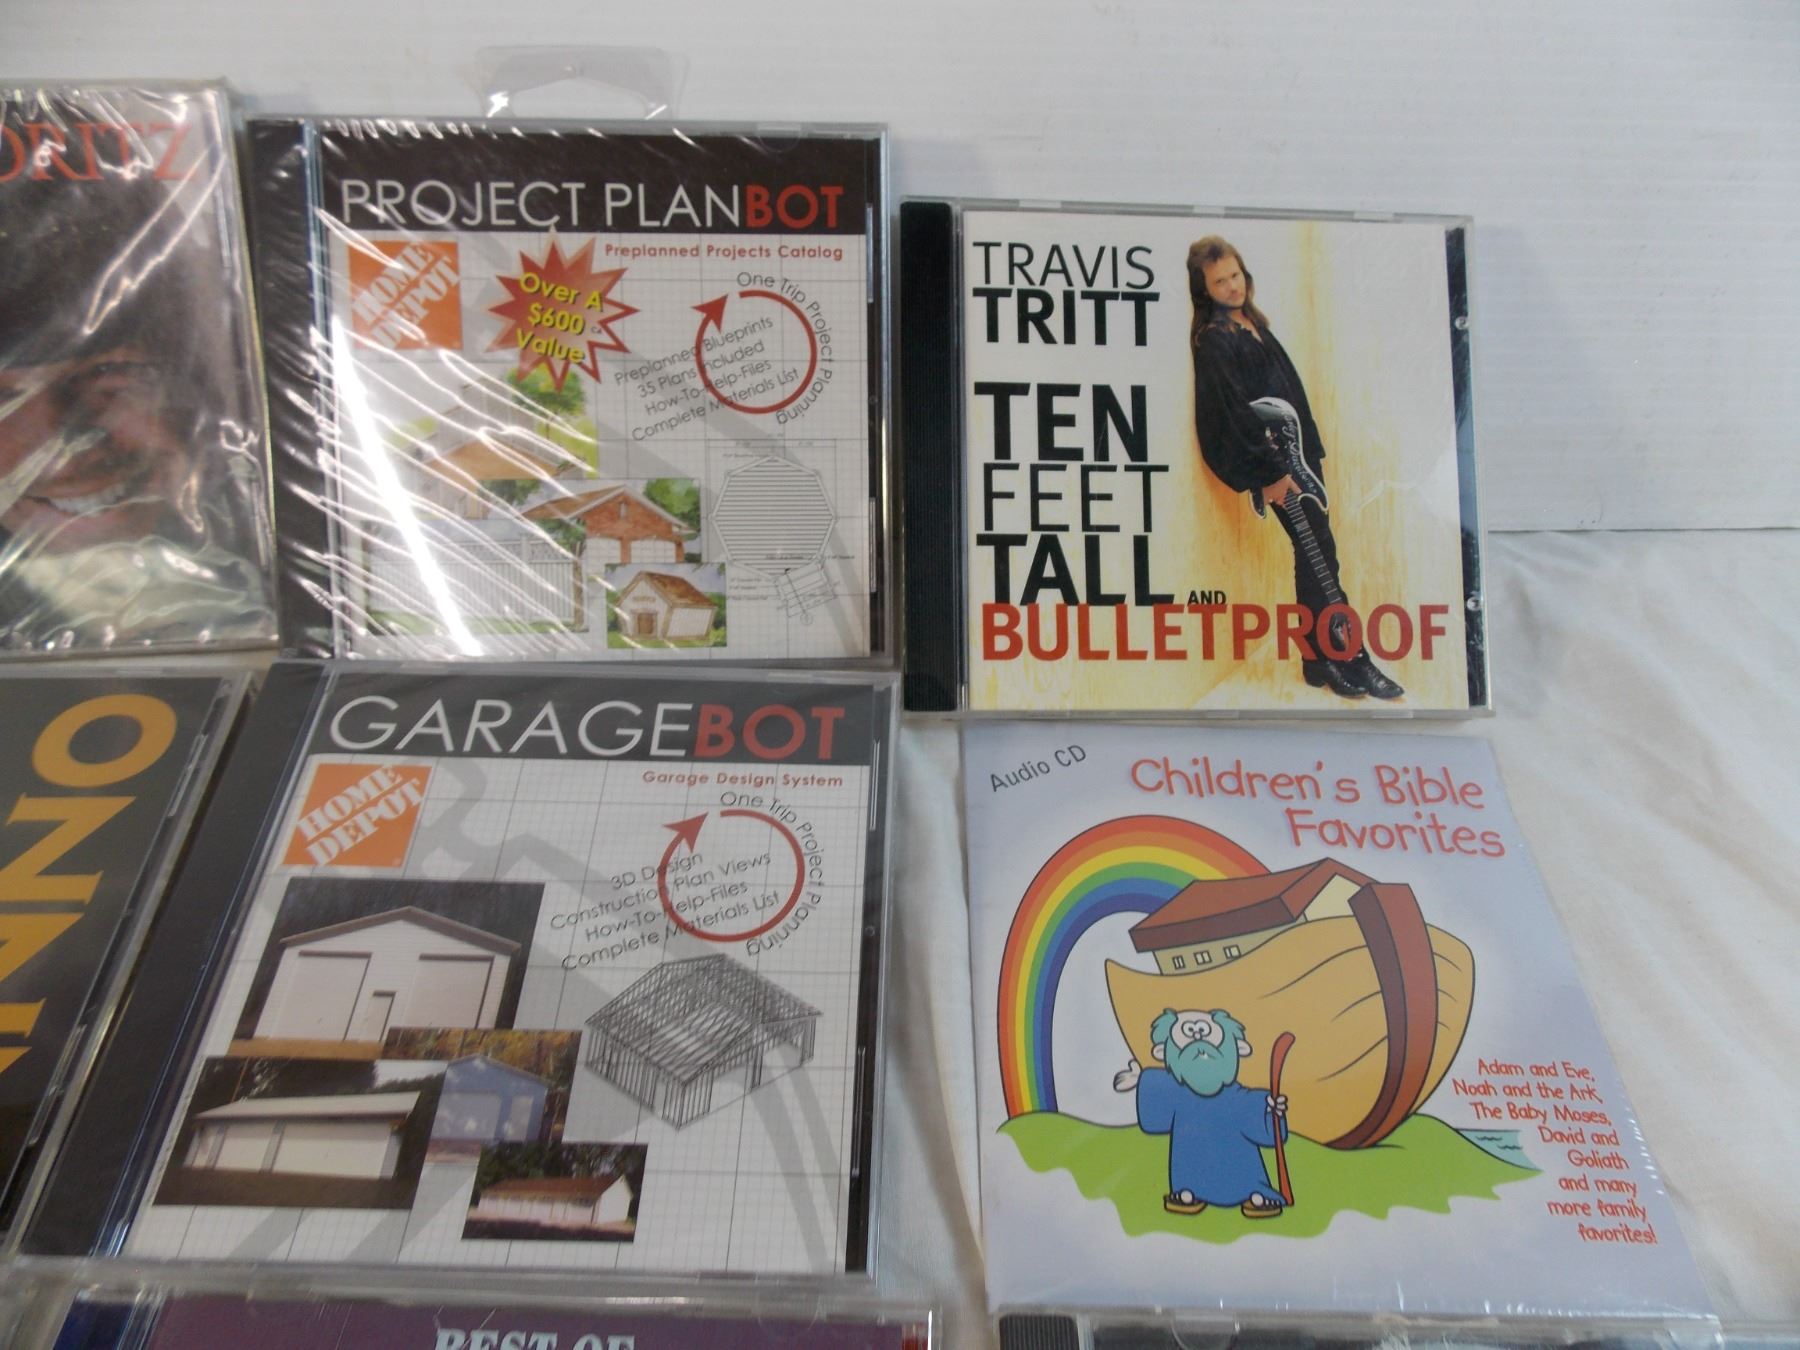 PROJECT PLANBOT
Preplanned Projects Catalog
HOME
DEPOT
Over A
$600
Value
One Trip Project Planning
Preplanned Blueprints
35 Plans Included
How-To-Help-Files
Complete Materials List
TRAVIS
TRITT
TEN
FEET
TALL AND
BULLETPROOF
GARAGEBOT
Garage Design System
HOME
DEPOT
One Trip Project Planning
3D Design
Construction Plan Views
How-To-Help-Files
Complete Materials List
Audio CD
Children's Bible
Favorites
Adam and Eve,
Noah and the Ark,
The Baby Moses,
David and
Goliath
and many
more family
favorites!
BEST OF